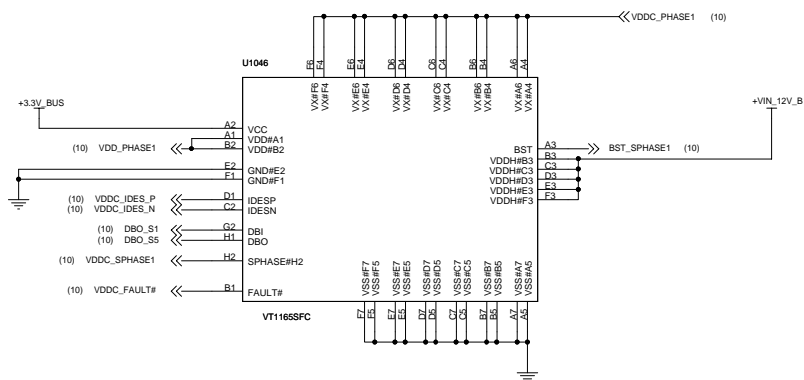 VDDC_PHASE1 (10)
U1046
F6 F4 E6 E4 D6 D4 C6 C4 B6 B4 A6 A4
VX#F6 VX#F4 VX#E6 VX#E4 VX#D6 VX#D4 VX#C6 VX#C4 VX#B6 VX#B4 VX#A6 VX#A4
+3.3V_BUS
+VIN_12V_B
A2 VCC
A1 VDD#A1
(10) VDD_PHASE1 B2 VDD#B2
BST A3 BST_SPHASE1 (10)
VDDH#B3 B3
VDDH#C3 C3
VDDH#D3 D3
VDDH#E3 E3
VDDH#F3 F3
E2 GND#E2
F1 GND#F1
(10) VDDC_IDES_P D1 IDESP
(10) VDDC_IDES_N C2 IDESN
(10) DBO_S1 G2 DBI
(10) DBO_S5 H1 DBO
(10) VDDC_SPHASE1 H2 SPHASE#H2
(10) VDDC_FAULT# B1 FAULT#
VSS#F7 VSS#F5 VSS#E7 VSS#E5 VSS#D7 VSS#D5 VSS#C7 VSS#C5 VSS#B7 VSS#B5 VSS#A7 VSS#A5
F7 F5 E7 E5 D7 D5 C7 C5 B7 B5 A7 A5
VT1165SFC